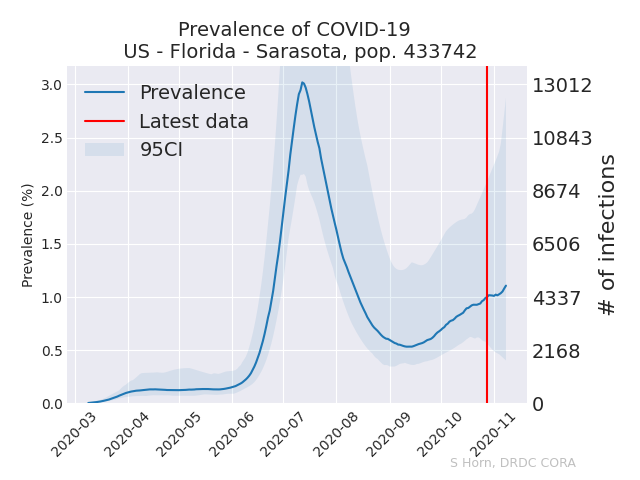 Prevalence of COVID-19
US - Florida - Sarasota, pop. 433742
Prevalence
Latest data
95CI
Prevalence (%)
3.0
2.5
2.0
1.5
1.0
0.5
0.0
13012
10843
8674
6506
4337
2168
0
# of infections
2020-03
2020-04
2020-05
2020-06
2020-07
2020-08
2020-09
2020-10
2020-11
S Horn, DRDC CORA